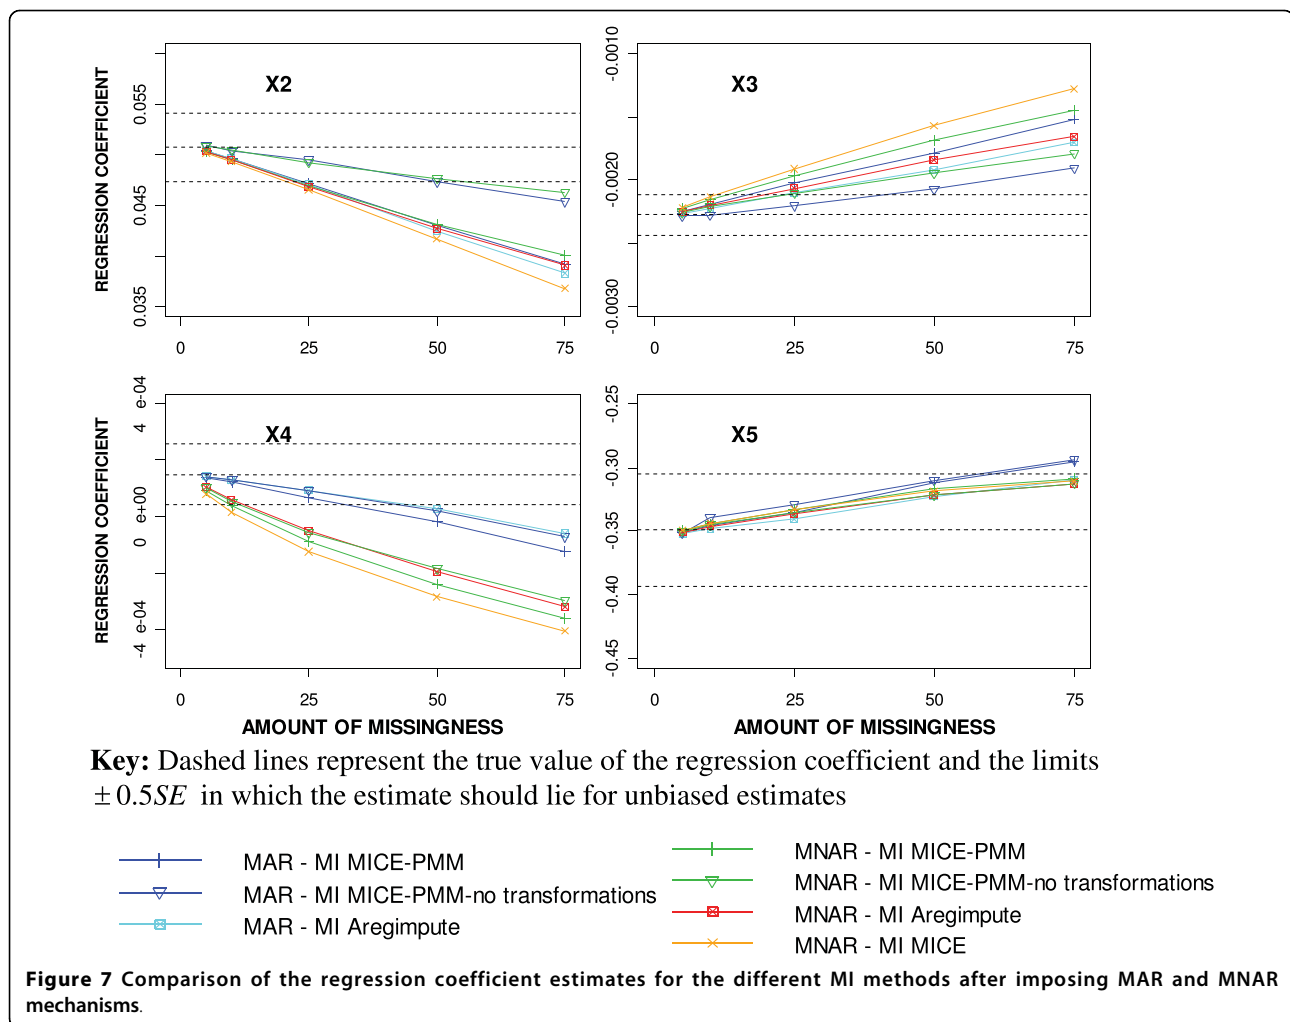 X2
REGRESSION COEFFICIENT
0.035
0.045
0.055
0 25 50 75
X3
-0.0030
-0.0020
-0.0010
0 25 50 75
X4
REGRESSION COEFFICIENT
-4 e-04
0 e+00
4 e-04
0 25 50 75
AMOUNT OF MISSINGNESS
X5
-0.45
-0.40
-0.35
-0.30
-0.25
0 25 50 75
AMOUNT OF MISSINGNESS
Key: Dashed lines represent the true value of the regression coefficient and the limits
±0.5SE in which the estimate should lie for unbiased estimates
MAR - MI MICE-PMM
MAR - MI MICE-PMM-no transformations
MAR - MI Aregimpute
MNAR - MI MICE-PMM
MNAR - MI MICE-PMM-no transformations
MNAR - MI Aregimpute
MNAR - MI MICE
Figure 7 Comparison of the regression coefficient estimates for the different MI methods after imposing MAR and MNAR
mechanisms.